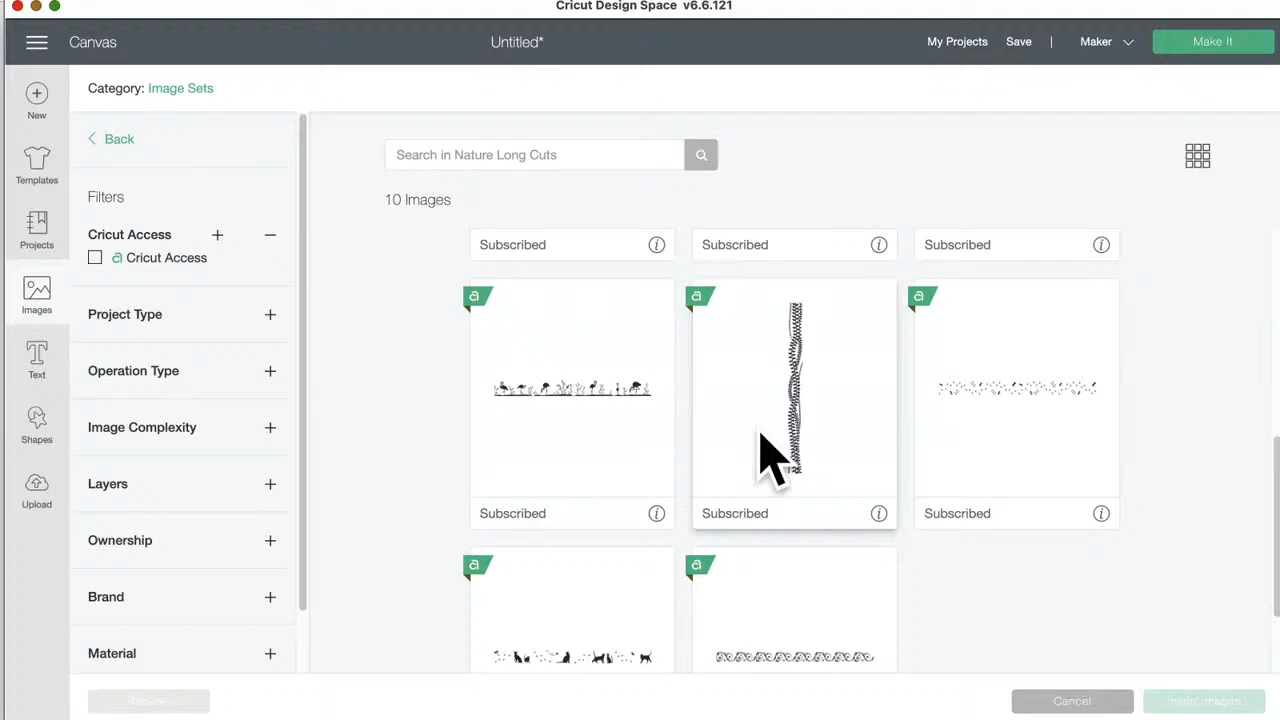 Cricut Design Space v6.6.121
Canvas
Untitled*
My Projects
Save
|
Maker
Make It
New
Templates
Projects
Images
Text
Shapes
Upload
Category: Image Sets
Back
Filters
Cricut Access
a Cricut Access
Project Type
Operation Type
Image Complexity
Layers
Ownership
Brand
Material
Search in Nature Long Cuts
10 Images
Subscribed
Subscribed
Subscribed
a
a
a
Subscribed
Subscribed
Subscribed
a
a
Cancel
Insert Images